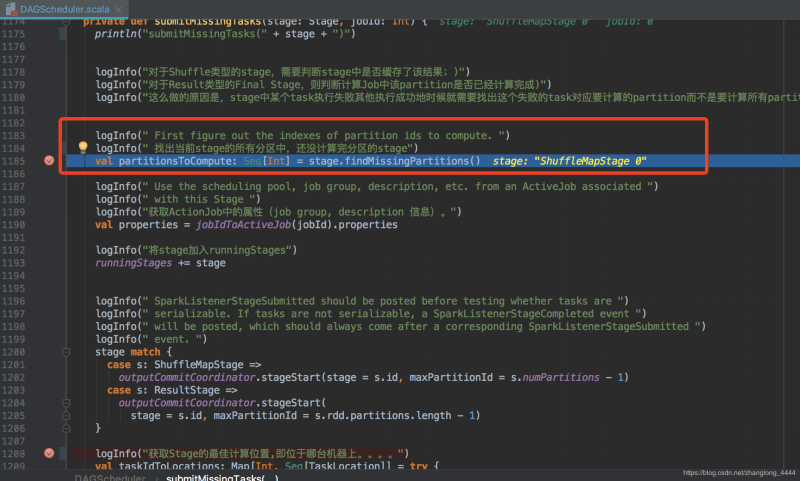 DAGScheduler.scala ×
1174 private def submitMissingTasks(stage: Stage, jobId: Int) { stage: "ShuffleMapStage 0" jobId: 0
1175 println("submitMissingTasks(" + stage + ")")
1176
1177
1178 logInfo("对于Shuffle类型的stage, 需要判断stage中是否缓存了该结果; )")
1179 logInfo("对于Result类型的Final Stage, 则判断计算Job中该partition是否已经计算完成)")
1180 logInfo("这么做的原因是, stage中某个task执行失败其他执行成功地时候就需要找出这个失败的task对应要计算的partition而不是要计算所有parti
1181
1182
1183 logInfo(" First figure out the indexes of partition ids to compute. ")
1184 logInfo(" 找出当前stage的所有分区中, 还没计算完分区的stage")
1185 val partitionsToCompute: Seq[Int] = stage.findMissingPartitions() stage: "ShuffleMapStage 0"
1186
1187 logInfo(" Use the scheduling pool, job group, description, etc. from an ActiveJob associated ")
1188 logInfo(" with this Stage ")
1189 logInfo("获取ActionJob中的属性（job group, description 信息）。")
1190 val properties = jobIdToActiveJob(jobId).properties
1191
1192 logInfo("将stage加入runningStages")
1193 runningStages += stage
1194
1195
1196 logInfo(" SparkListenerStageSubmitted should be posted before testing whether tasks are ")
1197 logInfo(" serializable. If tasks are not serializable, a SparkListenerStageCompleted event ")
1198 logInfo(" will be posted, which should always come after a corresponding SparkListenerStageSubmitted ")
1199 logInfo(" event. ")
1200 stage match {
1201 case s: ShuffleMapStage =>
1202 outputCommitCoordinator.stageStart(stage = s.id, maxPartitionId = s.numPartitions - 1)
1203 case s: ResultStage =>
1204 outputCommitCoordinator.stageStart(
1205 stage = s.id, maxPartitionId = s.rdd.partitions.length - 1)
1206 }
1207
1208 logInfo("获取Stage的最佳计算位置,即位于哪台机器上。。。。")
1209 val taskIdToLocations: Map[Int, Seq[TaskLocation]] = try {
DAGScheduler > submitMissingTasks(...)
https://blog.csdn.net/zhanglong_4444